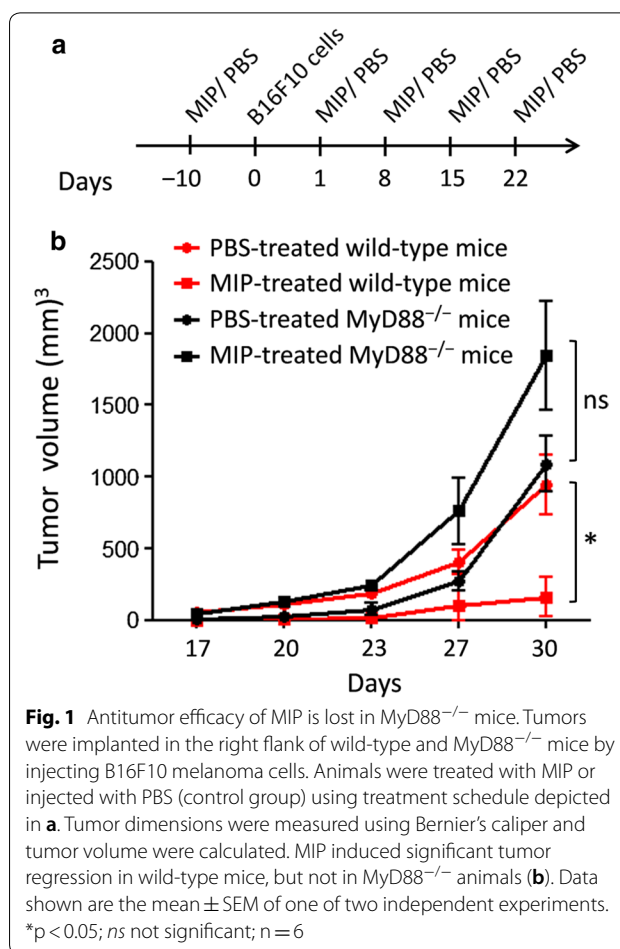 a
MIP/ PBS
B16F10 cells
MIP/ PBS
MIP/ PBS
MIP/ PBS
MIP/ PBS
Days −10 0 1 8 15 22
b
PBS-treated wild-type mice
MIP-treated wild-type mice
PBS-treated MyD88−/− mice
MIP-treated MyD88−/− mice
Tumor volume (mm)3
2500
2000
1500
1000
500
0
ns
*
17 20 23 27 30
Days
Fig. 1 Antitumor efficacy of MIP is lost in MyD88−/− mice. Tumors
were implanted in the right flank of wild-type and MyD88−/− mice by
injecting B16F10 melanoma cells. Animals were treated with MIP or
injected with PBS (control group) using treatment schedule depicted
in a. Tumor dimensions were measured using Bernier’s caliper and
tumor volume were calculated. MIP induced significant tumor
regression in wild-type mice, but not in MyD88−/− animals (b). Data
shown are the mean ± SEM of one of two independent experiments.
*p < 0.05; ns not significant; n = 6